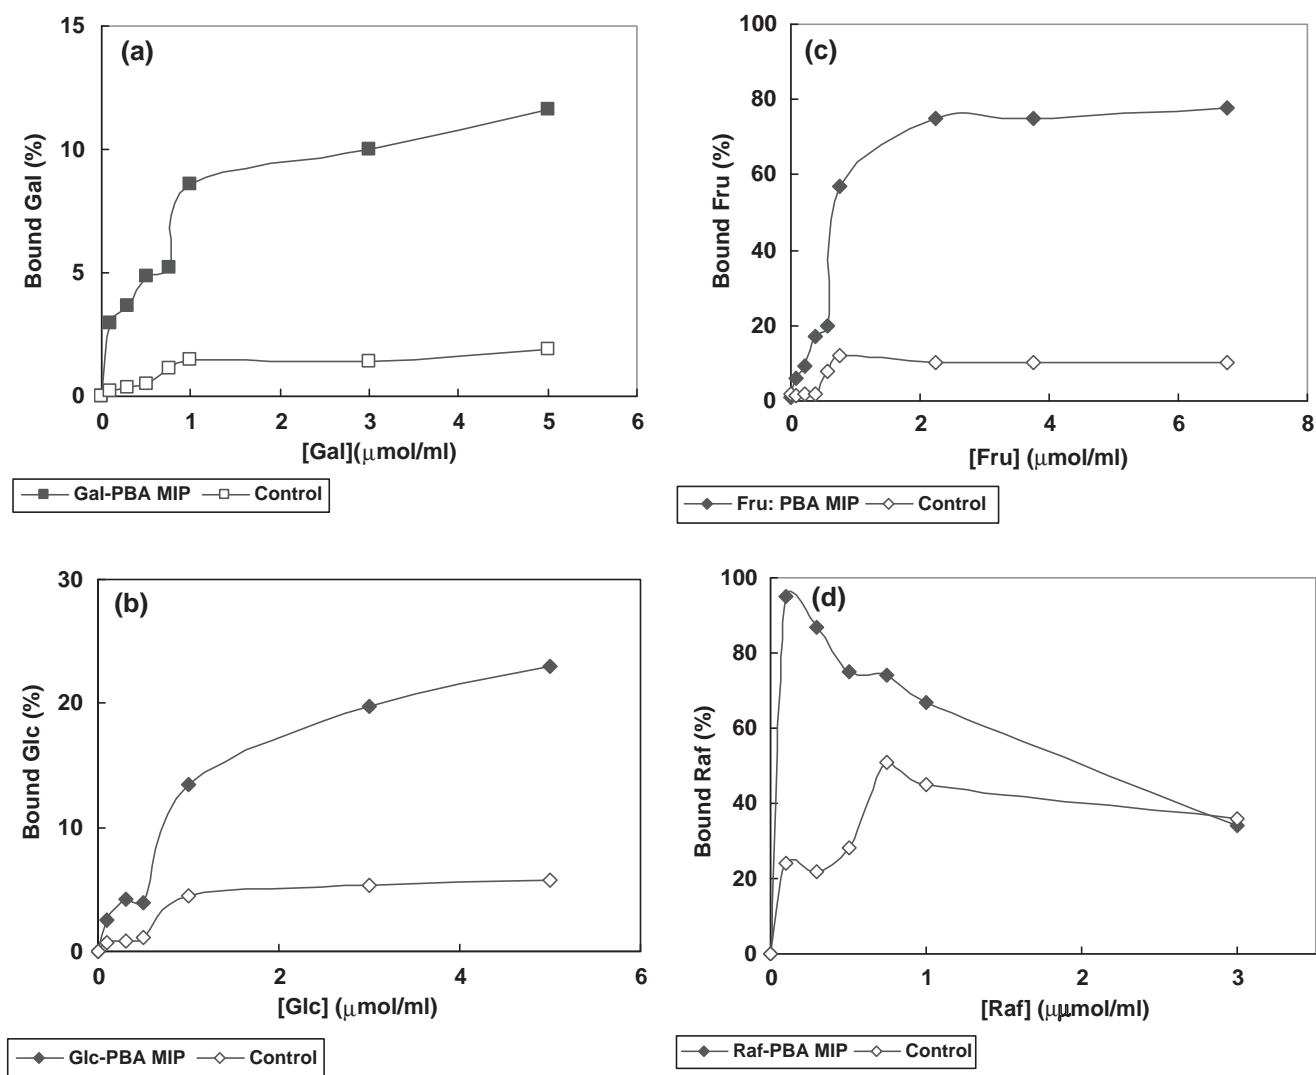 (a)
15
10
5
0
Bound Gal (%)
0 1 2 3 4 5 6
[Gal](μmol/ml)
Gal-PBA MIP Control
(c)
100
80
60
40
20
0
Bound Fru (%)
0 2 4 6 8
[Fru] (μmol/ml)
Fru: PBA MIP Control
(b)
30
20
10
0
Bound Glc (%)
0 2 4 6
[Glc] (μmol/ml)
Glc-PBA MIP Control
(d)
100
80
60
40
20
0
Bound Raf (%)
0 1 2 3
[Raf] (μμmol/ml)
Raf-PBA MIP Control